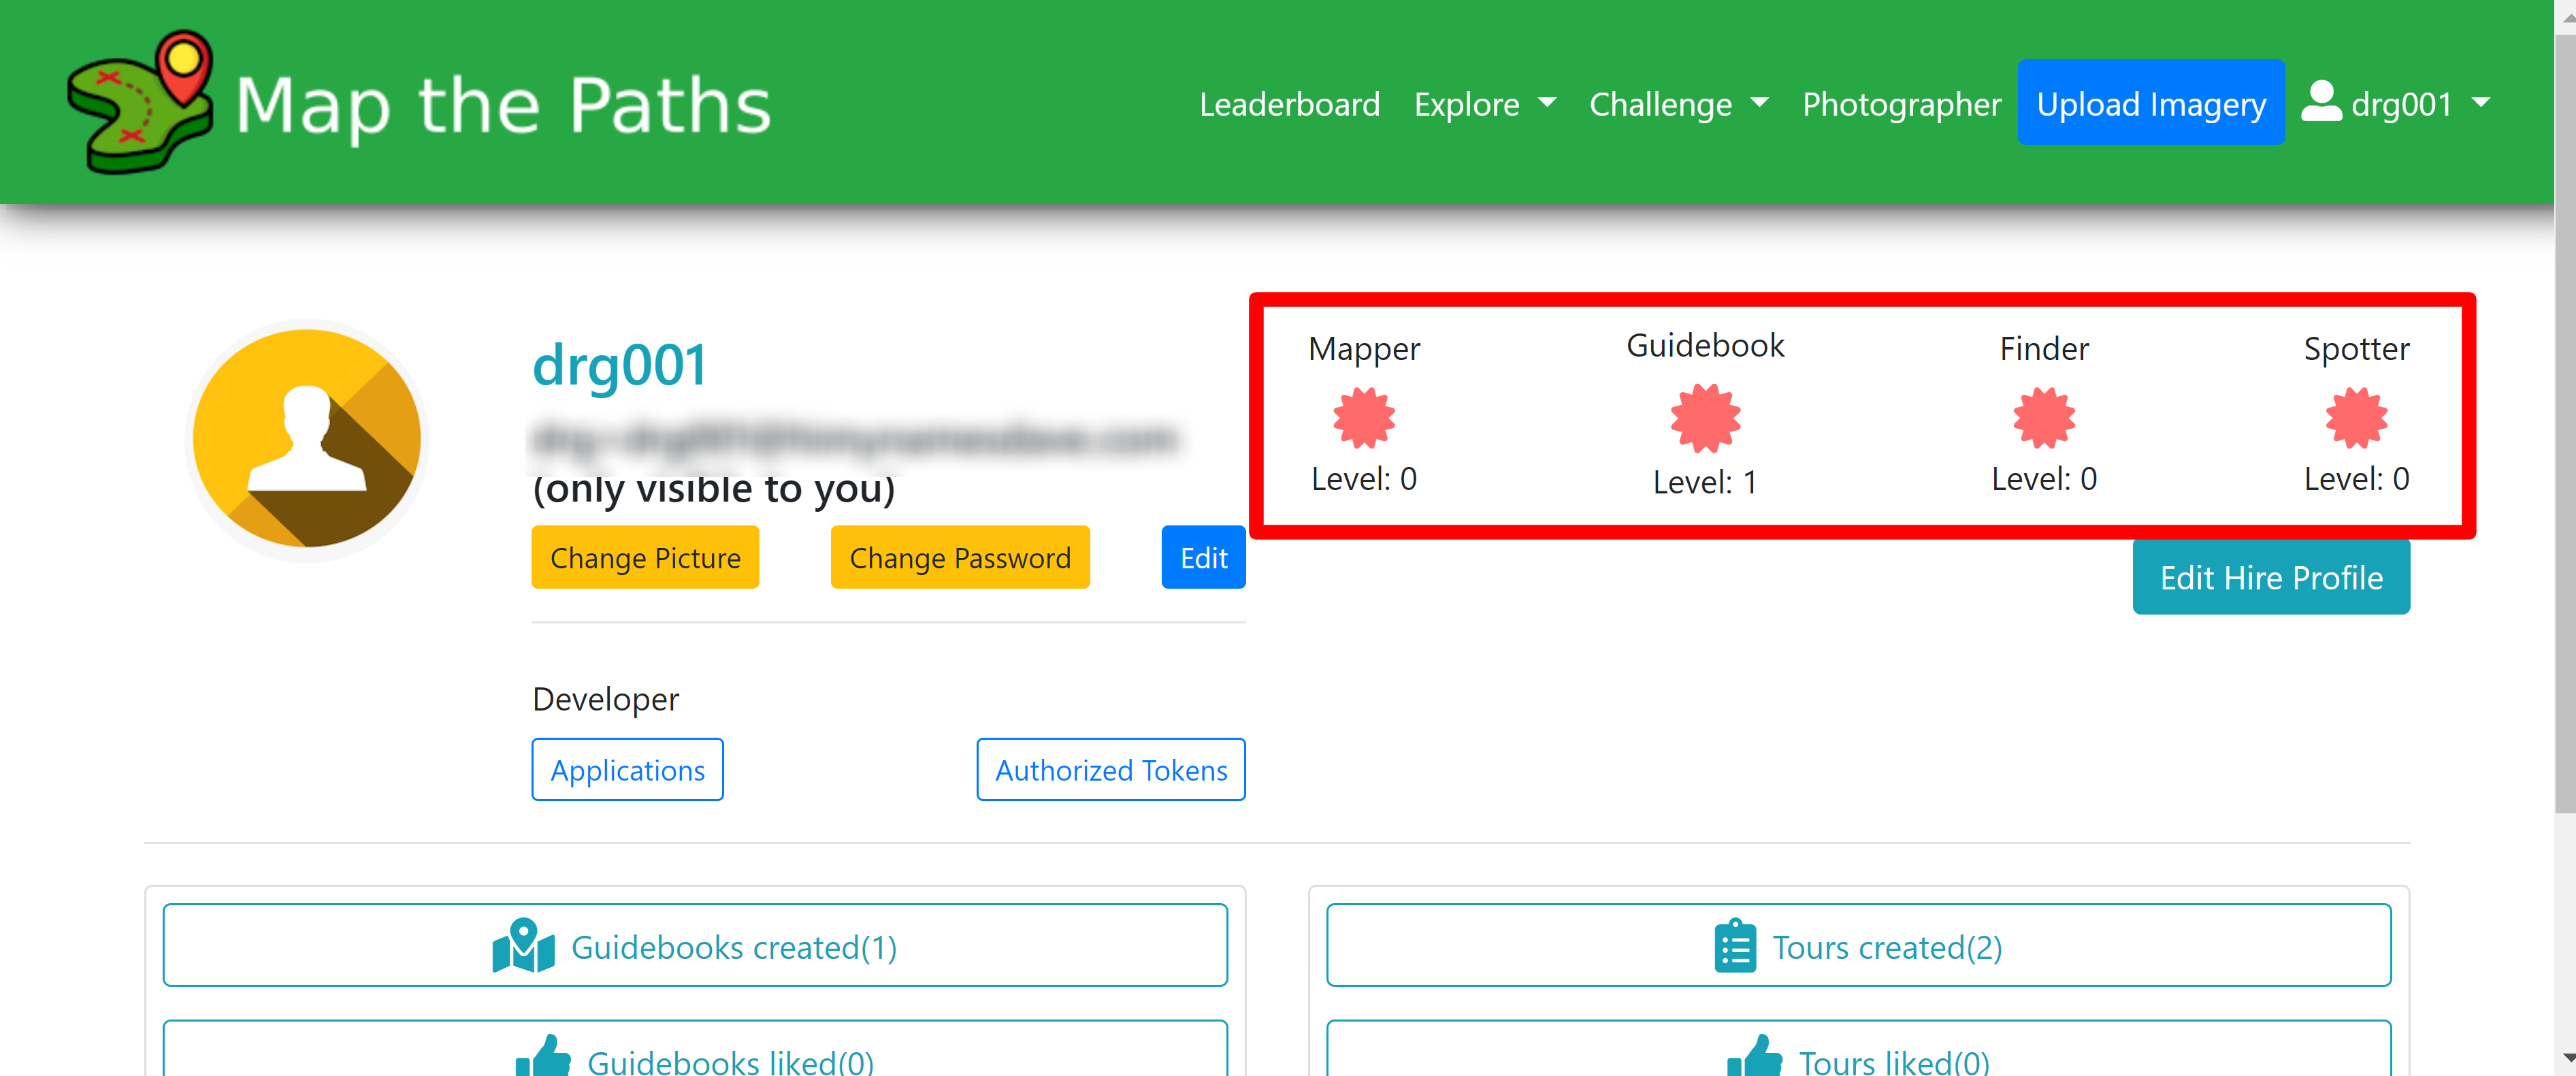 Map the Paths
Leaderboard Explore Challenge Photographer Upload Imagery drg001
drg001
(only visible to you)
Change Picture Change Password Edit
Mapper Guidebook Finder Spotter
Level: 0 Level: 1 Level: 0 Level: 0
Edit Hire Profile
Developer
Applications Authorized Tokens
Guidebooks created(1) Tours created(2)
Guidebooks liked(0) Tours liked(0)